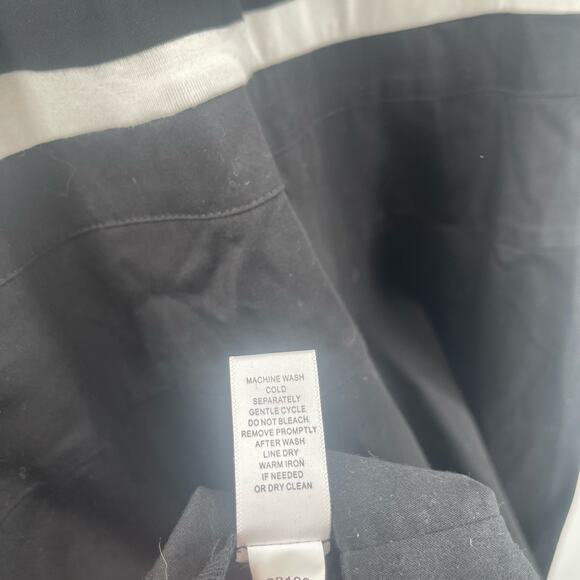 MACHINE WASH
COLD
SEPARATELY
GENTLE CYCLE
DO NOT BLEACH.
REMOVE PROMPTLY
AFTER WASH
LINE DRY
WARM IRON
IF NEEDED
OR DRY CLEAN